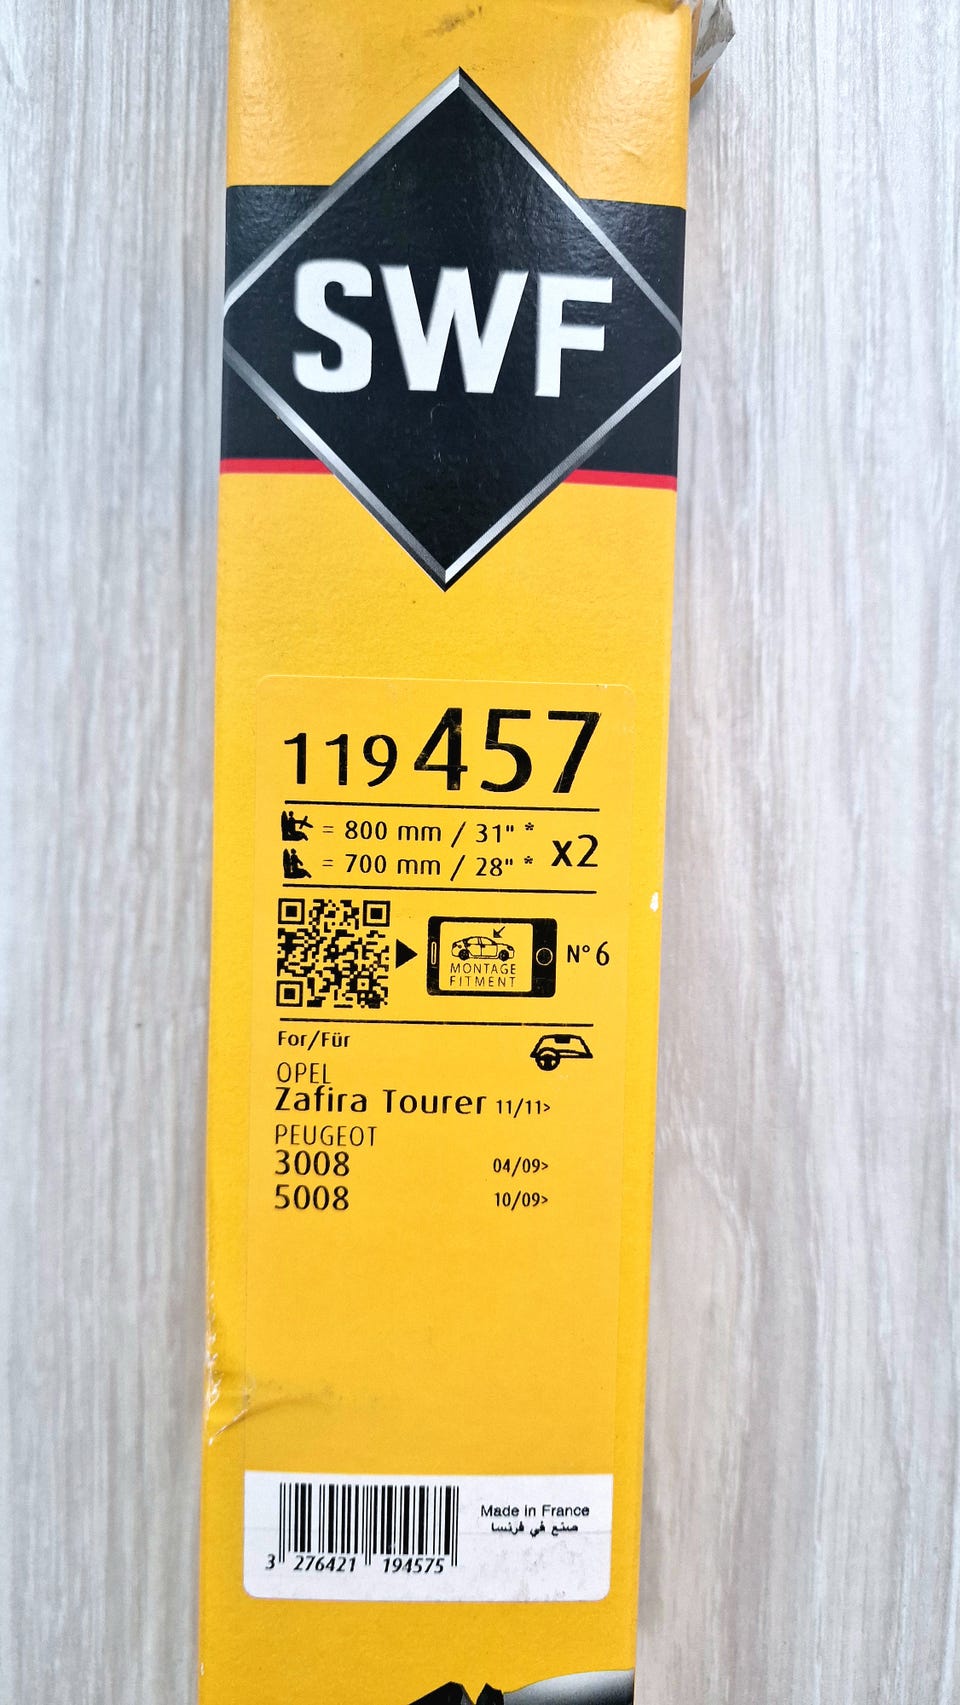 SWF
119 457
= 800 mm / 31" *
= 700 mm / 28" *
x2
MONTAGE
FITMENT
N° 6
For/Für
OPEL
Zafira Tourer 11/11>
PEUGEOT
3008 04/09>
5008 10/09>
Made in France
صنع في فرنسا
3 276421 194575